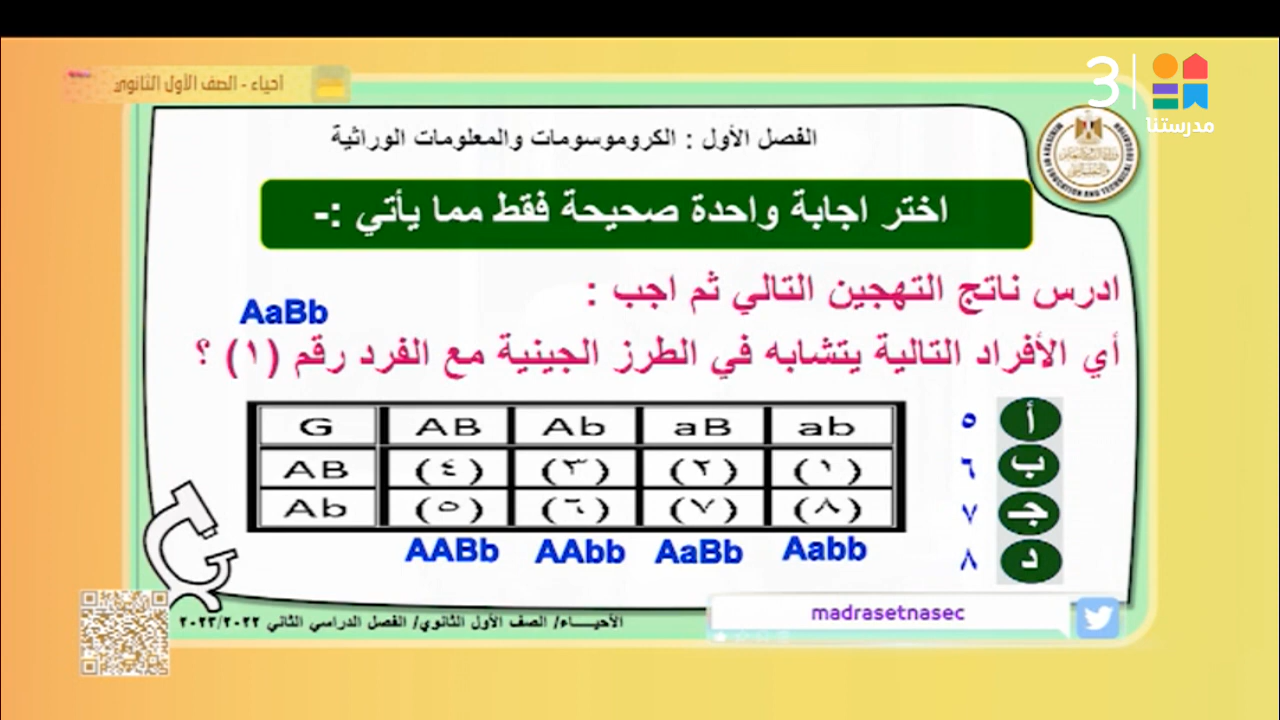 3
مدرستنا
أحياء - الصف الأول الثانوي
الفصل الأول : الكروموسومات والمعلومات الوراثية
اختر اجابة واحدة صحيحة فقط مما يأتي :-
ادرس ناتج التهجين التالي ثم اجب :
AaBb
أي الأفراد التالية يتشابه في الطرز الجينية مع الفرد رقم (١) ؟
أ ٥
ب ٦
جـ ٧
د ٨
G AB Ab aB ab
AB (٤) (٣) (٢) (١)
Ab (٥) (٦) (٧) (٨)
AABb AAbb AaBb Aabb
madrasetnasec
الأحيـــاء/ الصف الأول الثانوي/ الفصل الدراسي الثاني ٢٠٢٣/٢٠٢٢